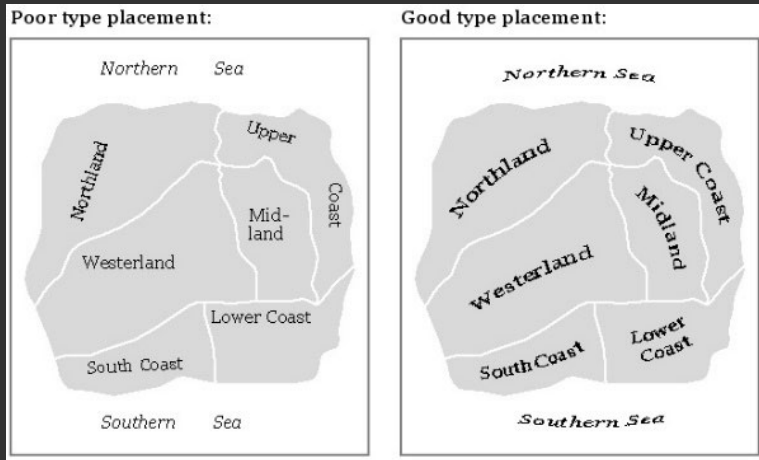 Poor type placement:
Northern Sea
Upper
Northland
Coast
Mid-
land
Westerland
Lower Coast
South Coast
Southern Sea
Good type placement:
Northern Sea
Upper Coast
Northland
Midland
Westerland
Lower
Coast
South Coast
Southern Sea